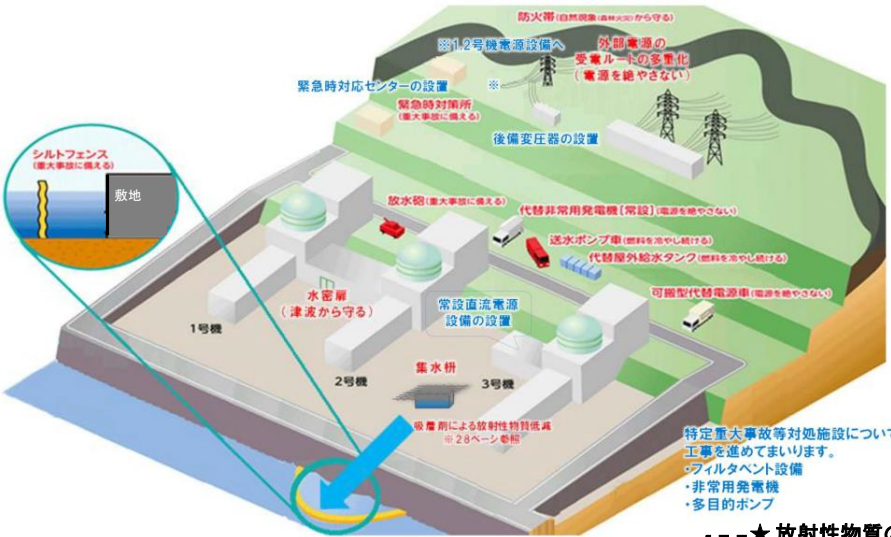 防火帯(自然現象(森林火災)から守る)
※1.2号機電源設備へ
外部電源の
受電ルートの多重化
(電源を絶やさない)
緊急時対応センターの設置
※
緊急時対策所
(重大事故に備える)
後備変圧器の設置
シルトフェンス
(重大事故に備える)
敷地
放水砲(重大事故に備える)
代替非常用発電機[常設](電源を絶やさない)
送水ポンプ車(燃料を冷やし続ける)
代替屋外給水タンク(燃料を冷やし続ける)
可搬型代替電源車(電源を絶やさない)
水密扉
(津波から守る)
常設直流電源
設備の設置
1号機
2号機
3号機
集水枡
吸着剤による放射性物質低減
※28ページ参照
特定重大事故等対処施設につい
工事を進めてまいります。
・フィルタベント設備
・非常用発電機
・多目的ポンプ
---★ 放射性物質の